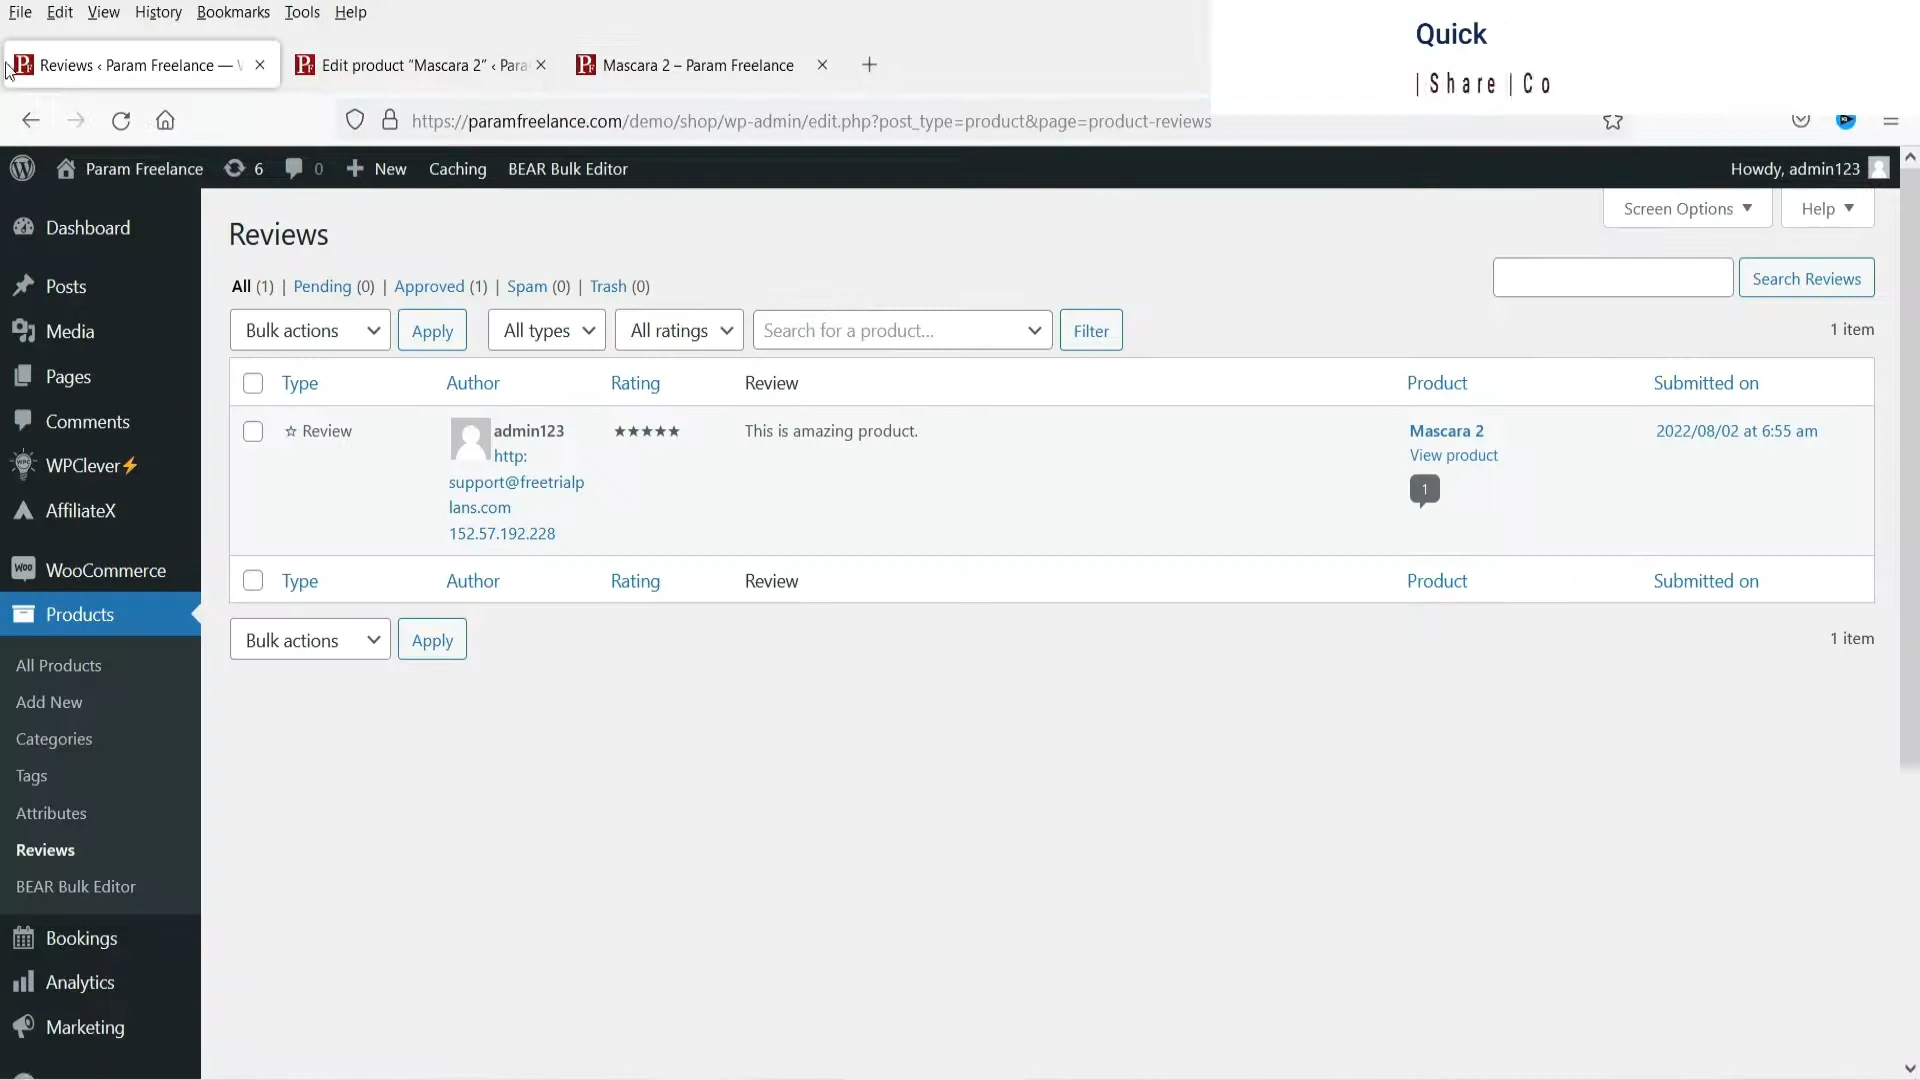 File Edit View History Bookmarks Tools Help
Quick
|Share|Co
Reviews ‹ Param Freelance —
Edit product “Mascara 2” ‹ Para
Mascara 2 – Param Freelance
https://paramfreelance.com/demo/shop/wp-admin/edit.php?post_type=product&page=product-reviews
Param Freelance 6 0 New Caching BEAR Bulk Editor Howdy, admin123
Screen Options Help
Dashboard
Posts
Media
Pages
Comments
WPClever⚡
AffiliateX
WooCommerce
Products
All Products
Add New
Categories
Tags
Attributes
Reviews
BEAR Bulk Editor
Bookings
Analytics
Marketing
Reviews
All (1) | Pending (0) | Approved (1) | Spam (0) | Trash (0)
Search Reviews
Bulk actions Apply All types All ratings Search for a product... Filter 1 item
Type Author Rating Review Product Submitted on
☆ Review admin123 ★★★★★ This is amazing product. Mascara 2 2022/08/02 at 6:55 am
http: View product
support@freetrialp
lans.com 1
152.57.192.228
Type Author Rating Review Product Submitted on
Bulk actions Apply 1 item